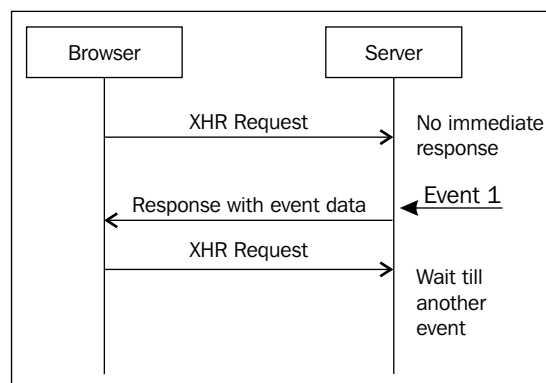 Browser
Server
XHR Request
No immediate
response
Event 1
Response with event data
XHR Request
Wait till
another
event